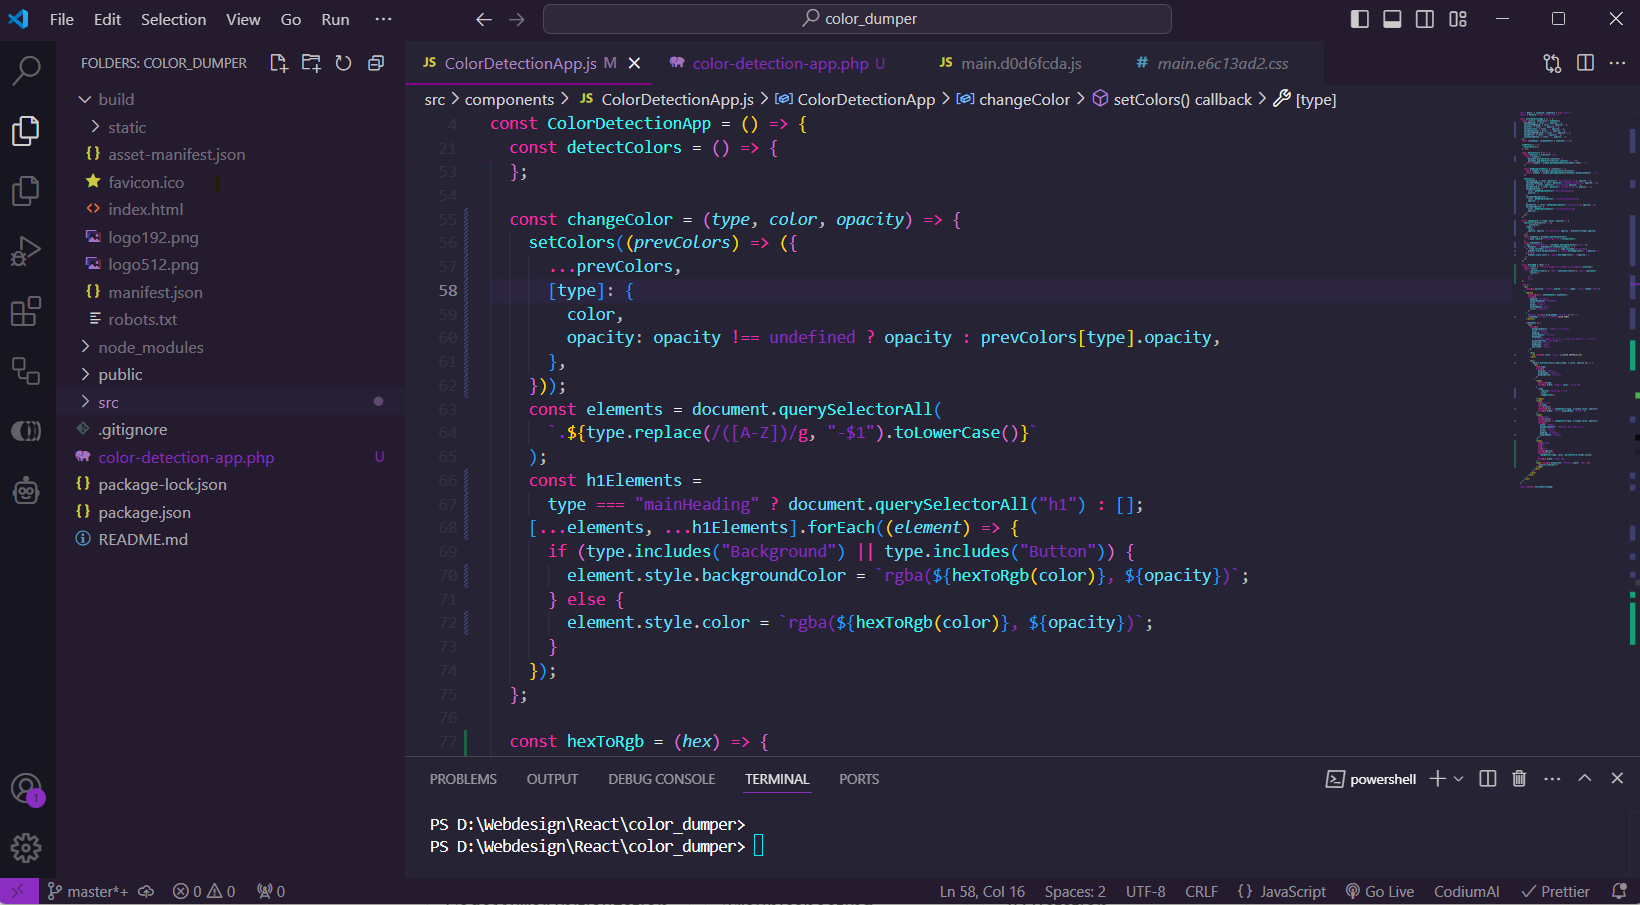 File Edit Selection View Go Run ···
color_dumper
FOLDERS: COLOR_DUMPER
build
static
asset-manifest.json
favicon.ico
index.html
logo192.png
logo512.png
manifest.json
robots.txt
node_modules
public
src
.gitignore
color-detection-app.php U
package-lock.json
package.json
README.md
1
JS ColorDetectionApp.js M
color-detection-app.php U
JS main.d0d6fcda.js
# main.e6c13ad2.css
src > components > JS ColorDetectionApp.js > ColorDetectionApp > changeColor > setColors() callback > [type]
4 const ColorDetectionApp = () => {
21 const detectColors = () => {
53 };
54
55 const changeColor = (type, color, opacity) => {
56 setColors((prevColors) => ({
57 ...prevColors,
58 [type]: {
59 color,
60 opacity: opacity !== undefined ? opacity : prevColors[type].opacity,
61 },
62 }));
63 const elements = document.querySelectorAll(
64 `.${type.replace(/([A-Z])/g, "-$1").toLowerCase()}`
65 );
66 const h1Elements =
67 type === "mainHeading" ? document.querySelectorAll("h1") : [];
68 [...elements, ...h1Elements].forEach((element) => {
69 if (type.includes("Background") || type.includes("Button")) {
70 element.style.backgroundColor = `rgba(${hexToRgb(color)}, ${opacity})`;
71 } else {
72 element.style.color = `rgba(${hexToRgb(color)}, ${opacity})`;
73 }
74 });
75 };
76
77 const hexToRgb = (hex) => {
PROBLEMS OUTPUT DEBUG CONSOLE TERMINAL PORTS
powershell
PS D:\Webdesign\React\color_dumper>
PS D:\Webdesign\React\color_dumper>
master*+ 0 0 0
Ln 58, Col 16 Spaces: 2 UTF-8 CRLF {} JavaScript Go Live CodiumAI Prettier